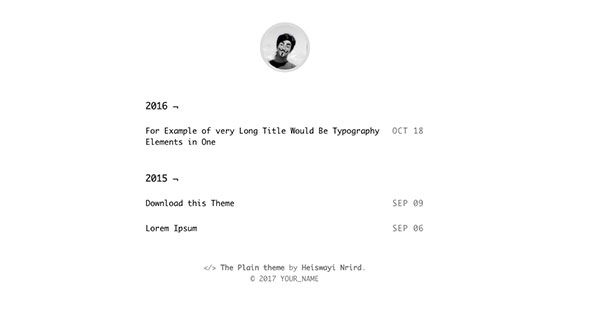 2016 ¬
For Example of very Long Title Would Be Typography OCT 18
Elements in One
2015 ¬
Download this Theme SEP 09
Lorem Ipsum SEP 06
</> The Plain theme by Heiswayi Nrird.
© 2017 YOUR_NAME